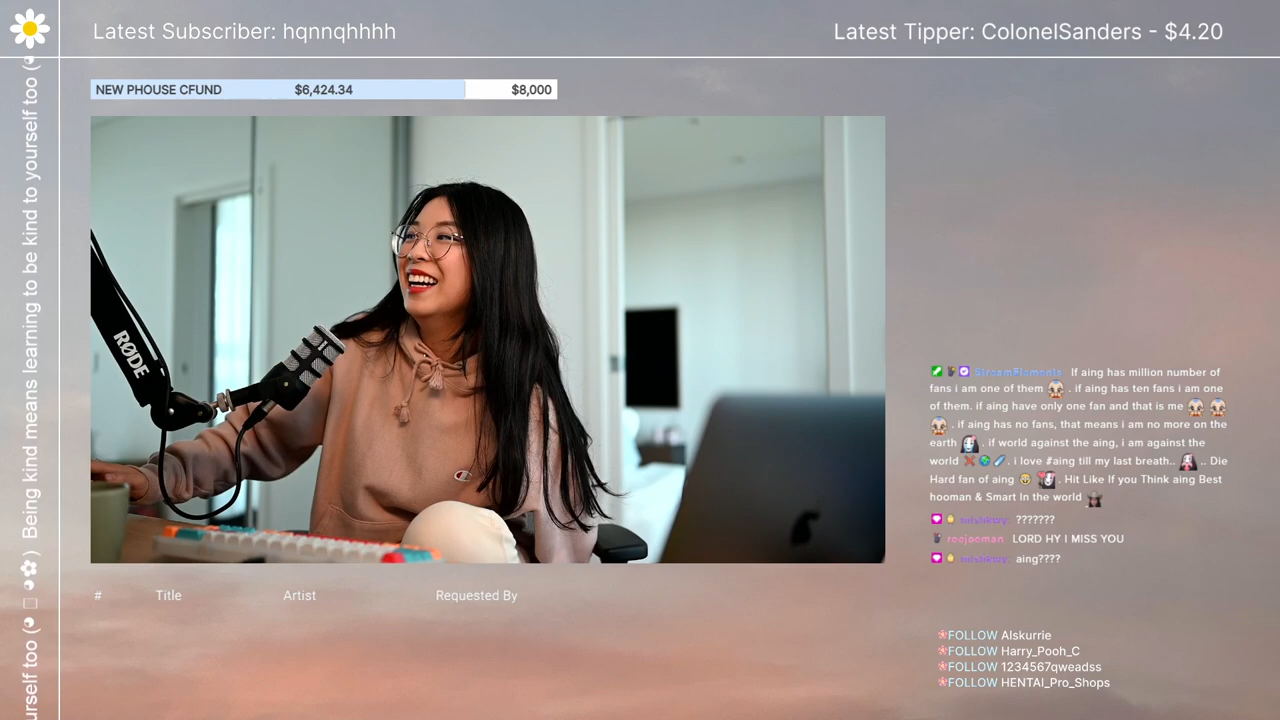 Latest Subscriber: hqnnqhhhh
Latest Tipper: ColonelSanders - $4.20
NEW PHOUSE CFUND $6,424.34 $8,000
Being kind means learning to be kind to yourself too
urself too
RØDE
StreamElements: If aing has million number of
fans i am one of them . if aing has ten fans i am one
of them. if aing have only one fan and that is me
. if aing has no fans, that means i am no more on the
earth . if world against the aing, i am against the
world . i love #aing till my last breath.. .. Die
Hard fan of aing . Hit Like If you Think aing Best
hooman & Smart In the world
???????
LORD HY I MISS YOU
aing????
# Title Artist Requested By
FOLLOW Alskurrie
FOLLOW Harry_Pooh_C
FOLLOW 1234567qweadss
FOLLOW HENTAI_Pro_Shops